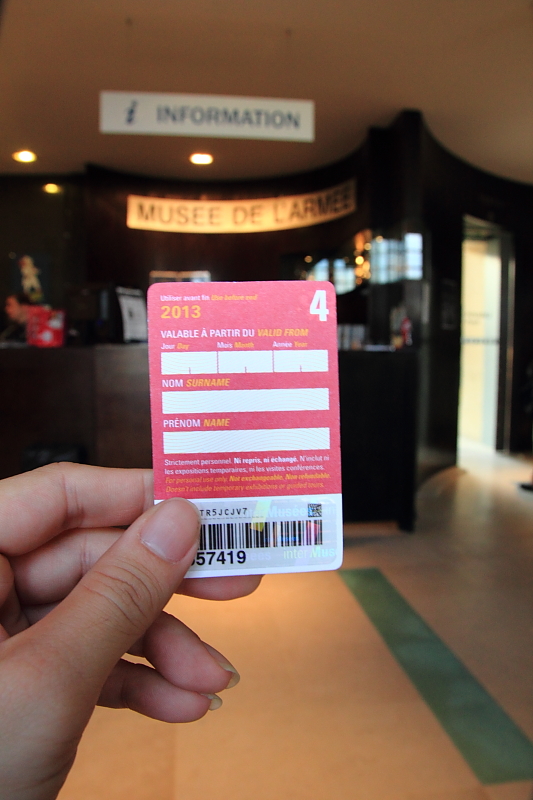 i INFORMATION
MUSEE DE L'ARMEE
Utiliser avant fin Use before end
2013
4
VALABLE À PARTIR DU VALID FROM
Jour Day Mois Month Année Year
NOM SURNAME
PRÉNOM NAME
Strictement personnel. Ni repris, ni échangé. N'inclut ni
les expositions temporaires, ni les visites conférences.
For personal use only. Not exchangeable. Non refundable.
Doesn't include temporary exhibitions or guided tours.
TR5JCJV7
57419
interMus